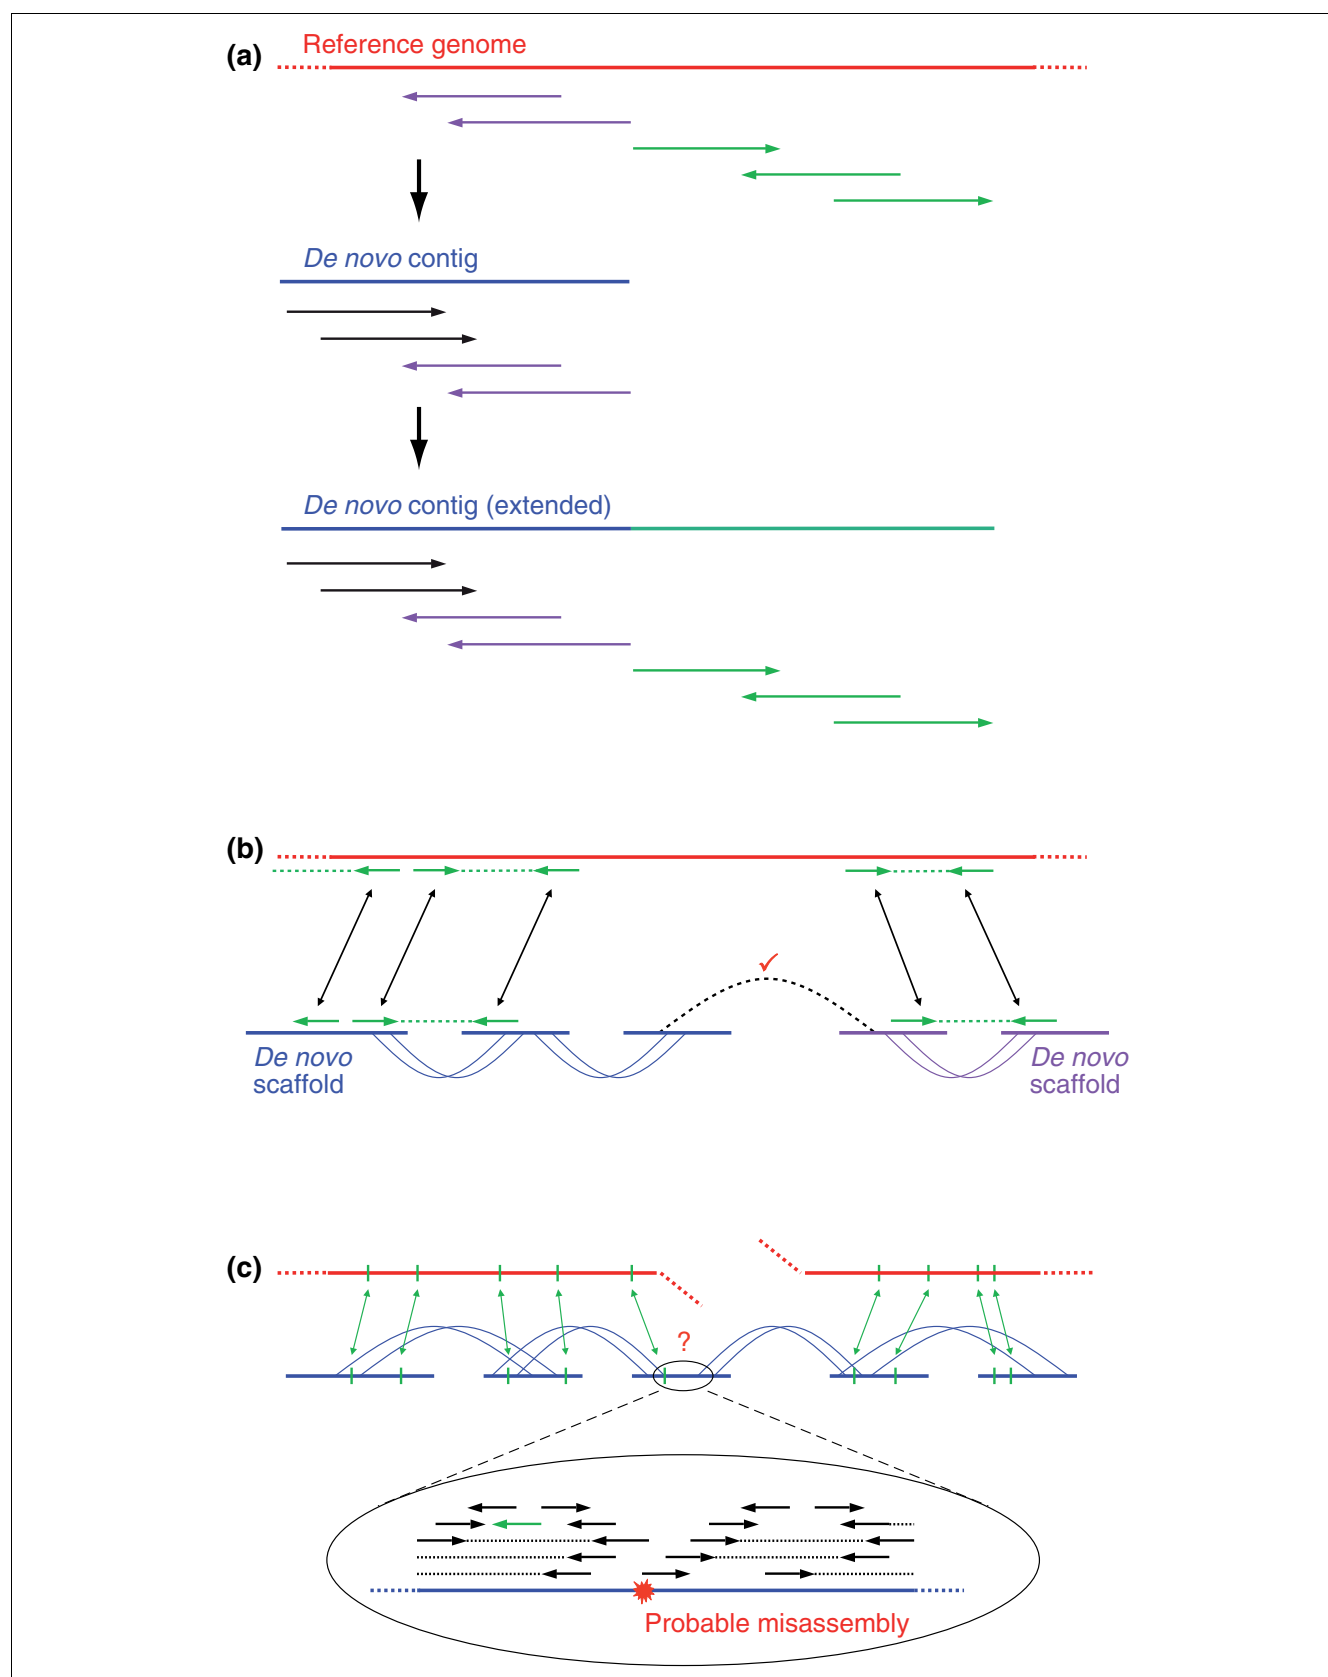 (a)
Reference genome
De novo contig
De novo contig (extended)
(b)
✓
De novo
scaffold
De novo
scaffold
(c)
?
Probable misassembly